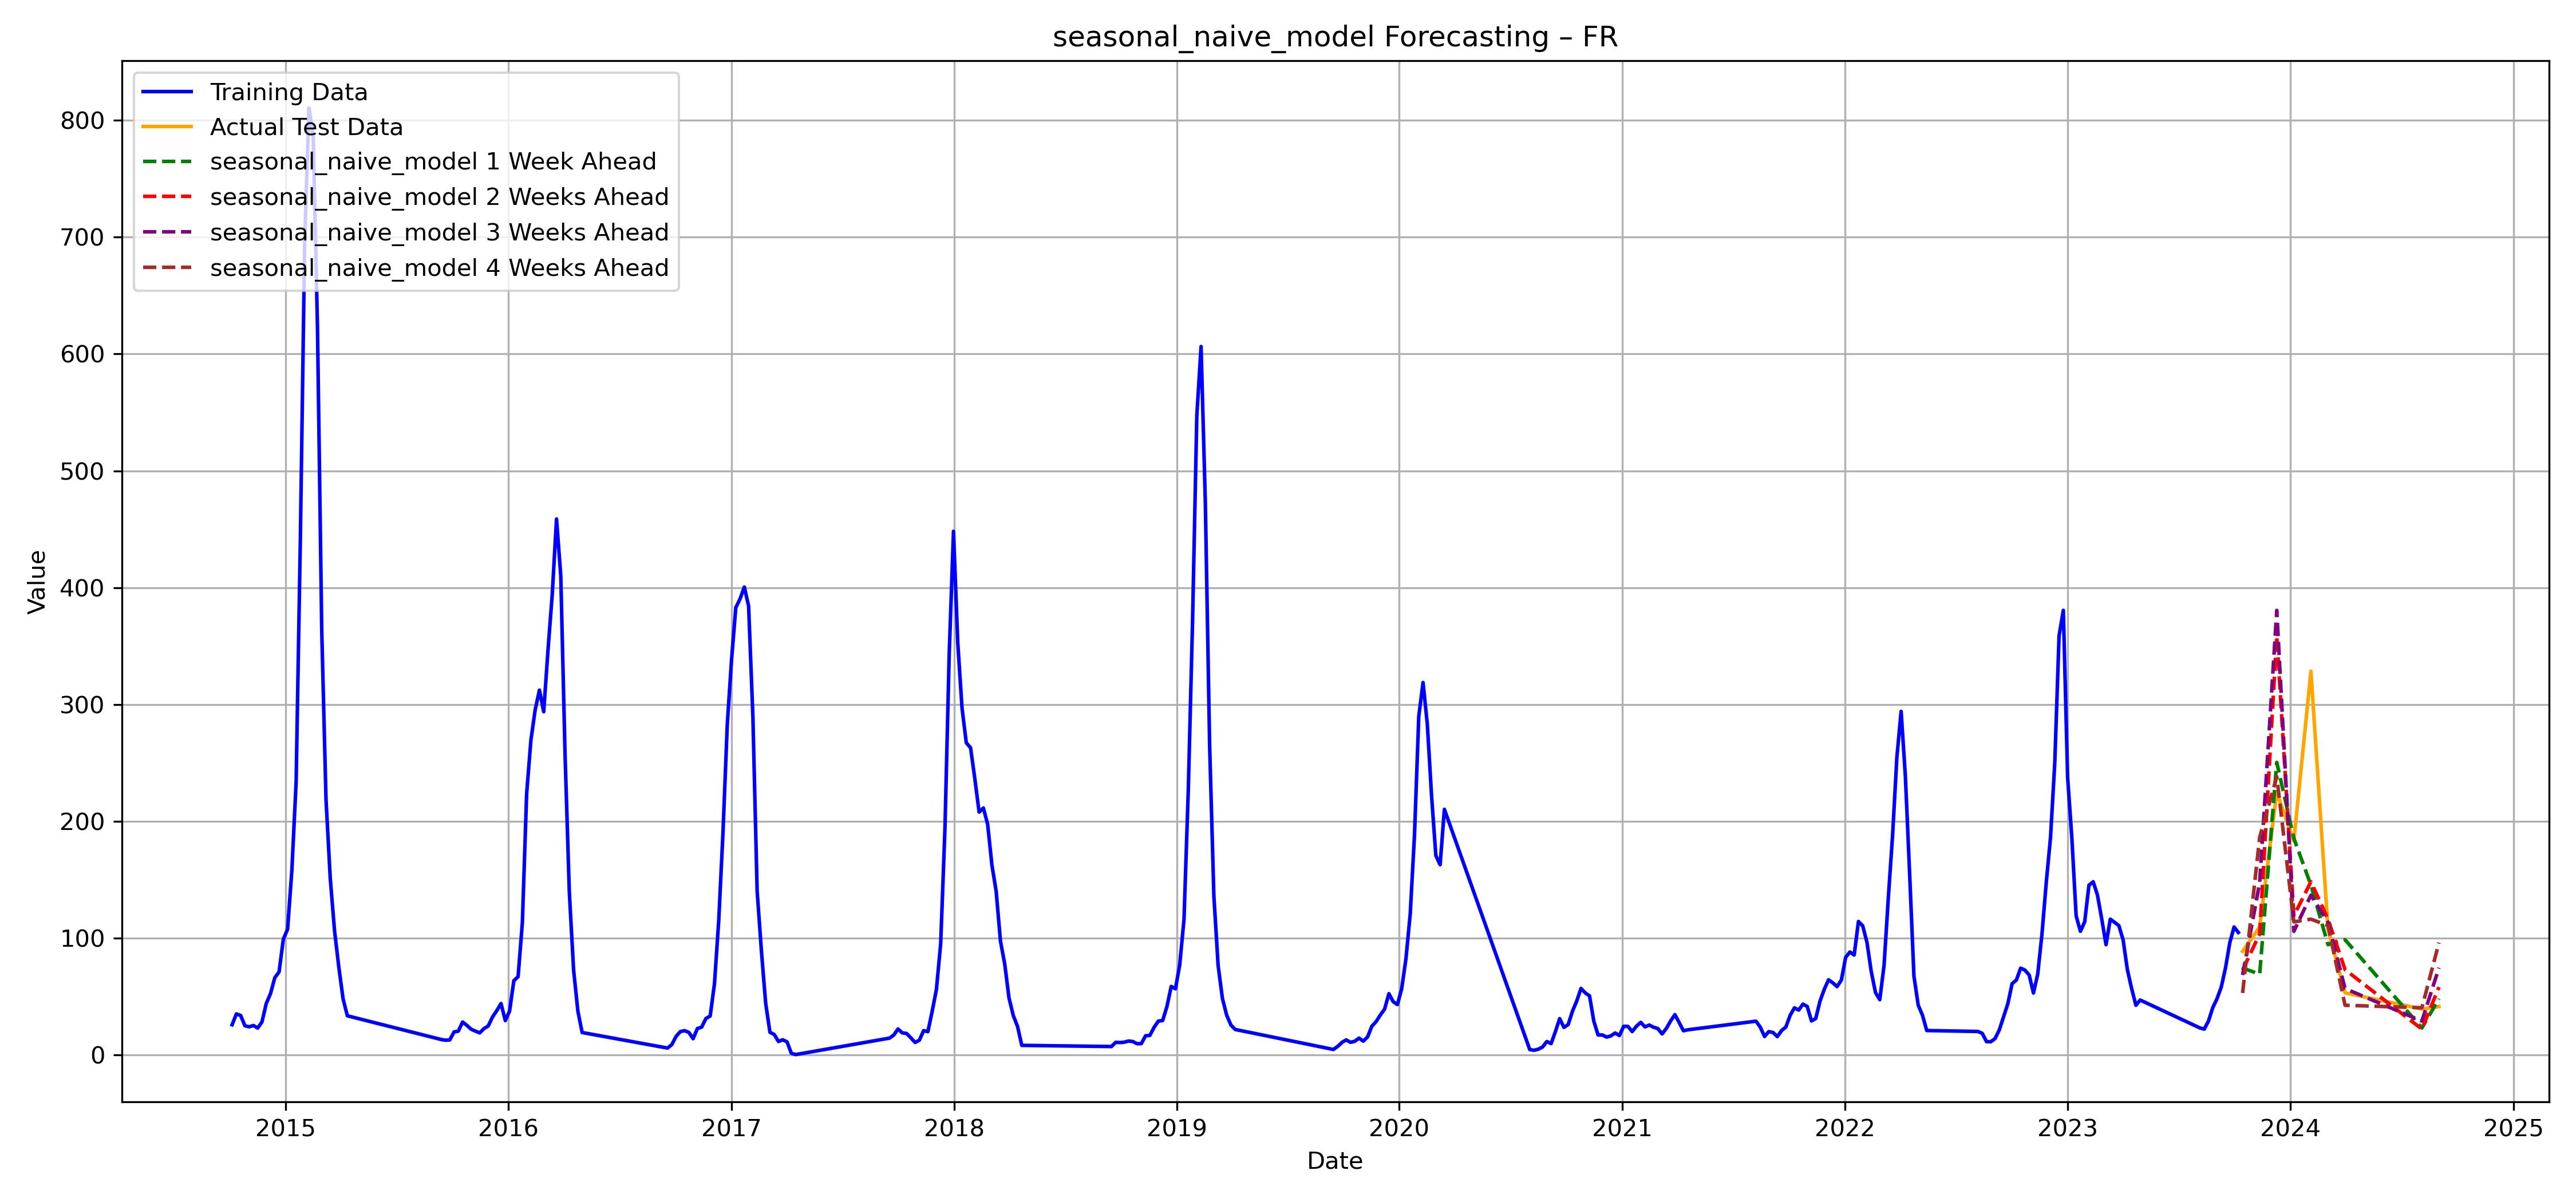 seasonal_naive_model Forecasting – FR
Training Data
Actual Test Data
seasonal_naive_model 1 Week Ahead
seasonal_naive_model 2 Weeks Ahead
seasonal_naive_model 3 Weeks Ahead
seasonal_naive_model 4 Weeks Ahead
800
700
600
500
400
300
200
100
0
Value
2015 2016 2017 2018 2019 2020 2021 2022 2023 2024 2025
Date